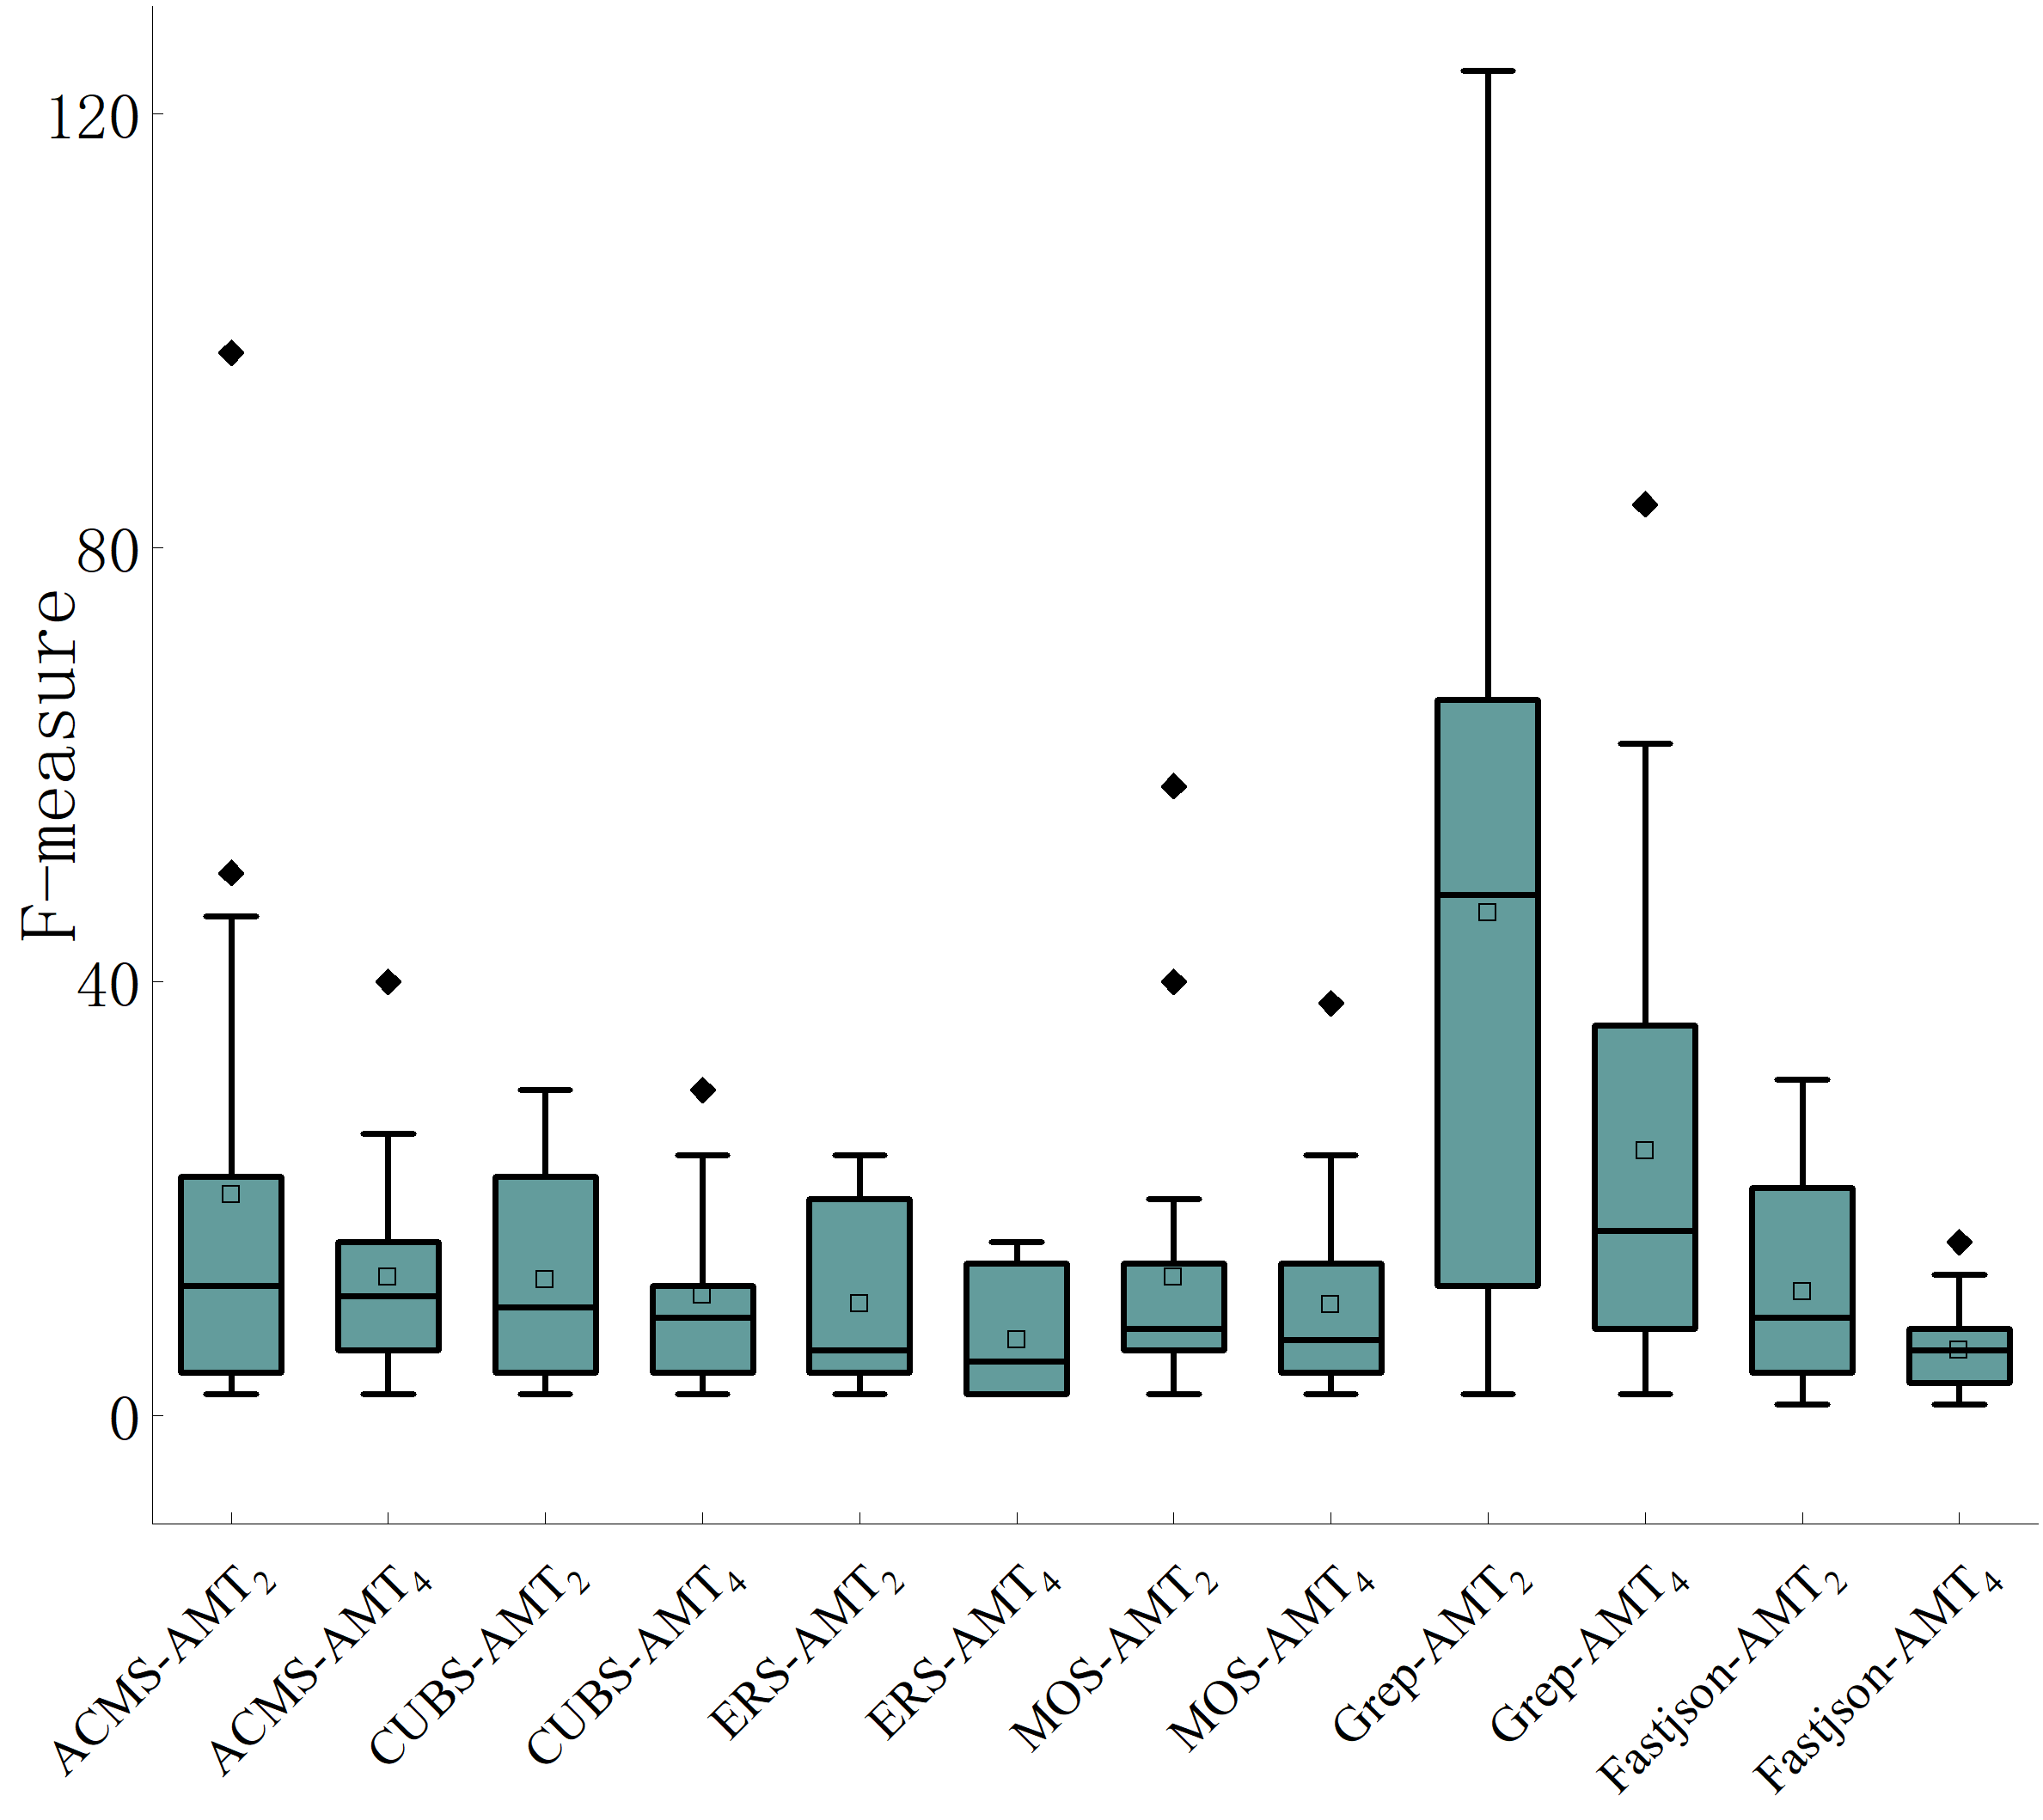 F-measure
120
80
40
0
ACMS-AMT₂
ACMS-AMT₄
CUBS-AMT₂
CUBS-AMT₄
ERS-AMT₂
ERS-AMT₄
MOS-AMT₂
MOS-AMT₄
Grep-AMT₂
Grep-AMT₄
Fastjson-AMT₂
Fastjson-AMT₄